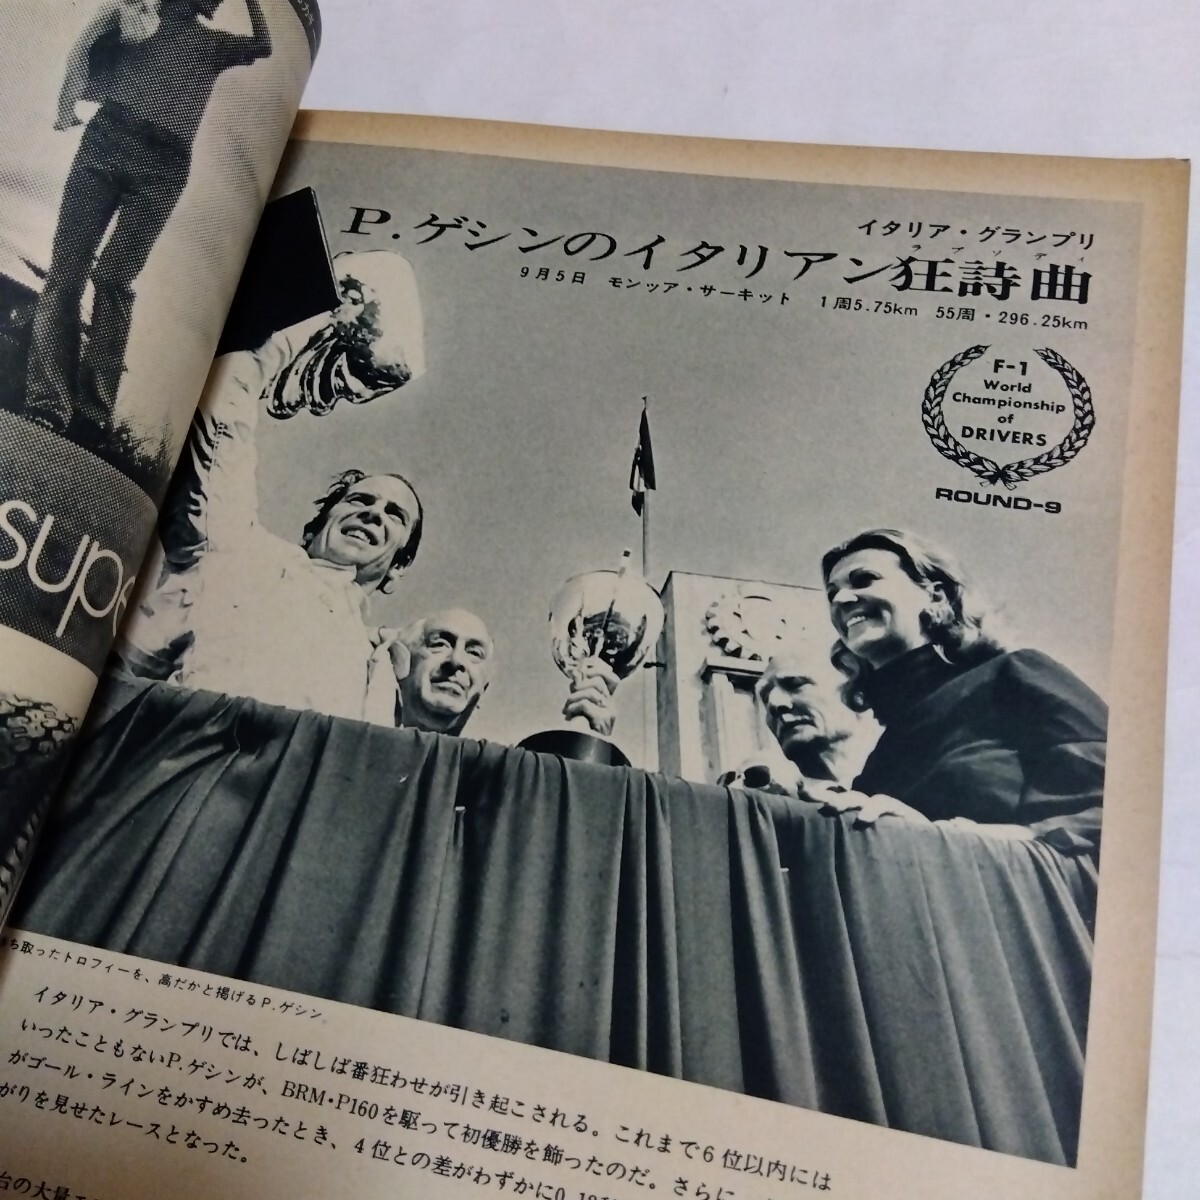 supe
イタリア・グランプリ
P.ゲシンのイタリアン狂詩曲
ラプソディ
9月5日 モンツァ・サーキット 1周5.75km 55周・296.25km
F-1
World
Championship
of
DRIVERS
ROUND-9
ち取ったトロフィーを、高だかと掲げるP.ゲシン
イタリア・グランプリでは、しばしば番狂わせが引き起こされる。これまで6位以内には
いったこともないP.ゲシンが、BRM・P160を駆って初優勝を飾ったのだ。さらに、
がゴール・ラインをかすめ去ったとき、4位との差がわずかに0.18
がりを見せたレースとなった。
台の大量